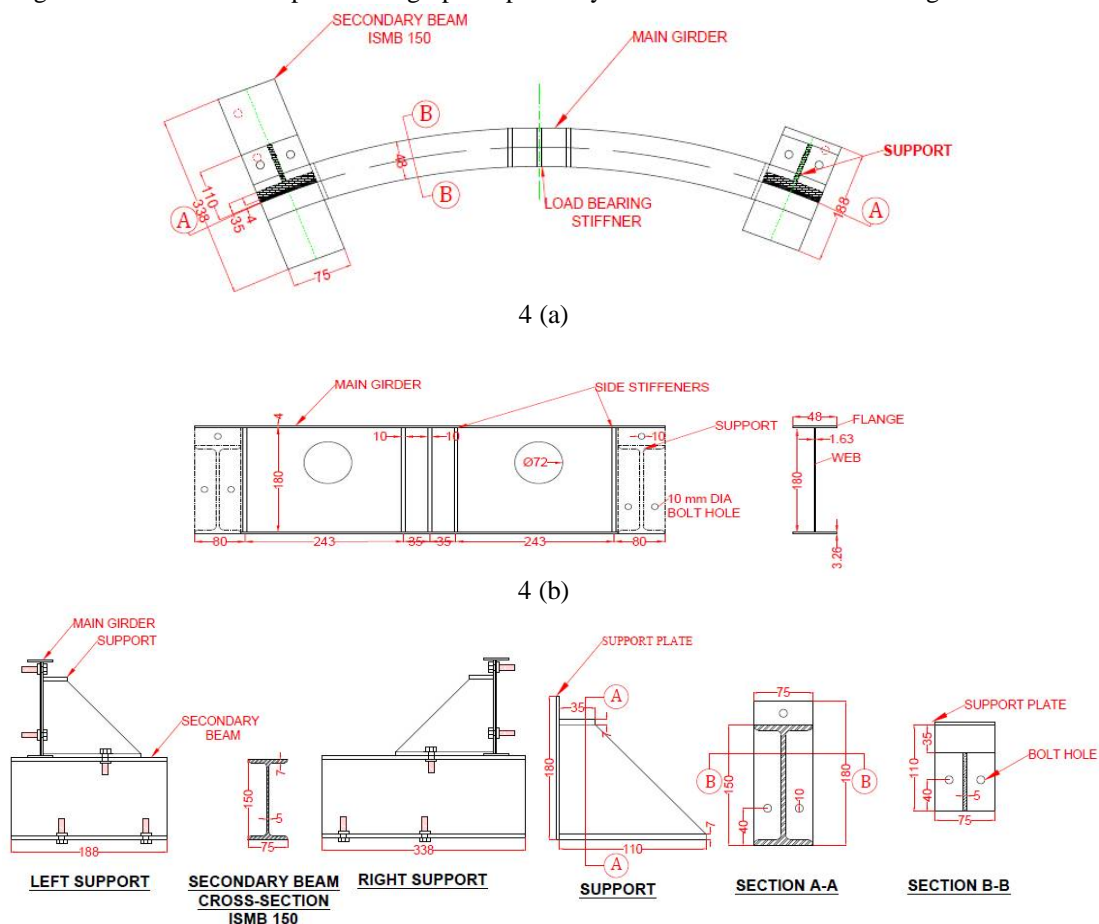 SECONDARY BEAM
ISMB 150
MAIN GIRDER
B
B
48
SUPPORT
110
338
35
4
A
75
LOAD BEARING
STIFFNER
188
A
4 (a)
MAIN GIRDER
SIDE STIFFENERS
SUPPORT
48
FLANGE
4
10
10
10
1.63
WEB
180
Ø72
180
10 mm DIA
BOLT HOLE
80
243
35
35
243
80
3.26
4 (b)
MAIN GIRDER
SUPPORT
SECONDARY
BEAM
SUPPORT PLATE
A
35
7
180
75
SUPPORT PLATE
7
150
5
75
B
B
150
180
40
10
35
110
40
5
75
BOLT HOLE
188
338
7
110
A
LEFT SUPPORT
SECONDARY BEAM
CROSS-SECTION
ISMB 150
RIGHT SUPPORT
SUPPORT
SECTION A-A
SECTION B-B